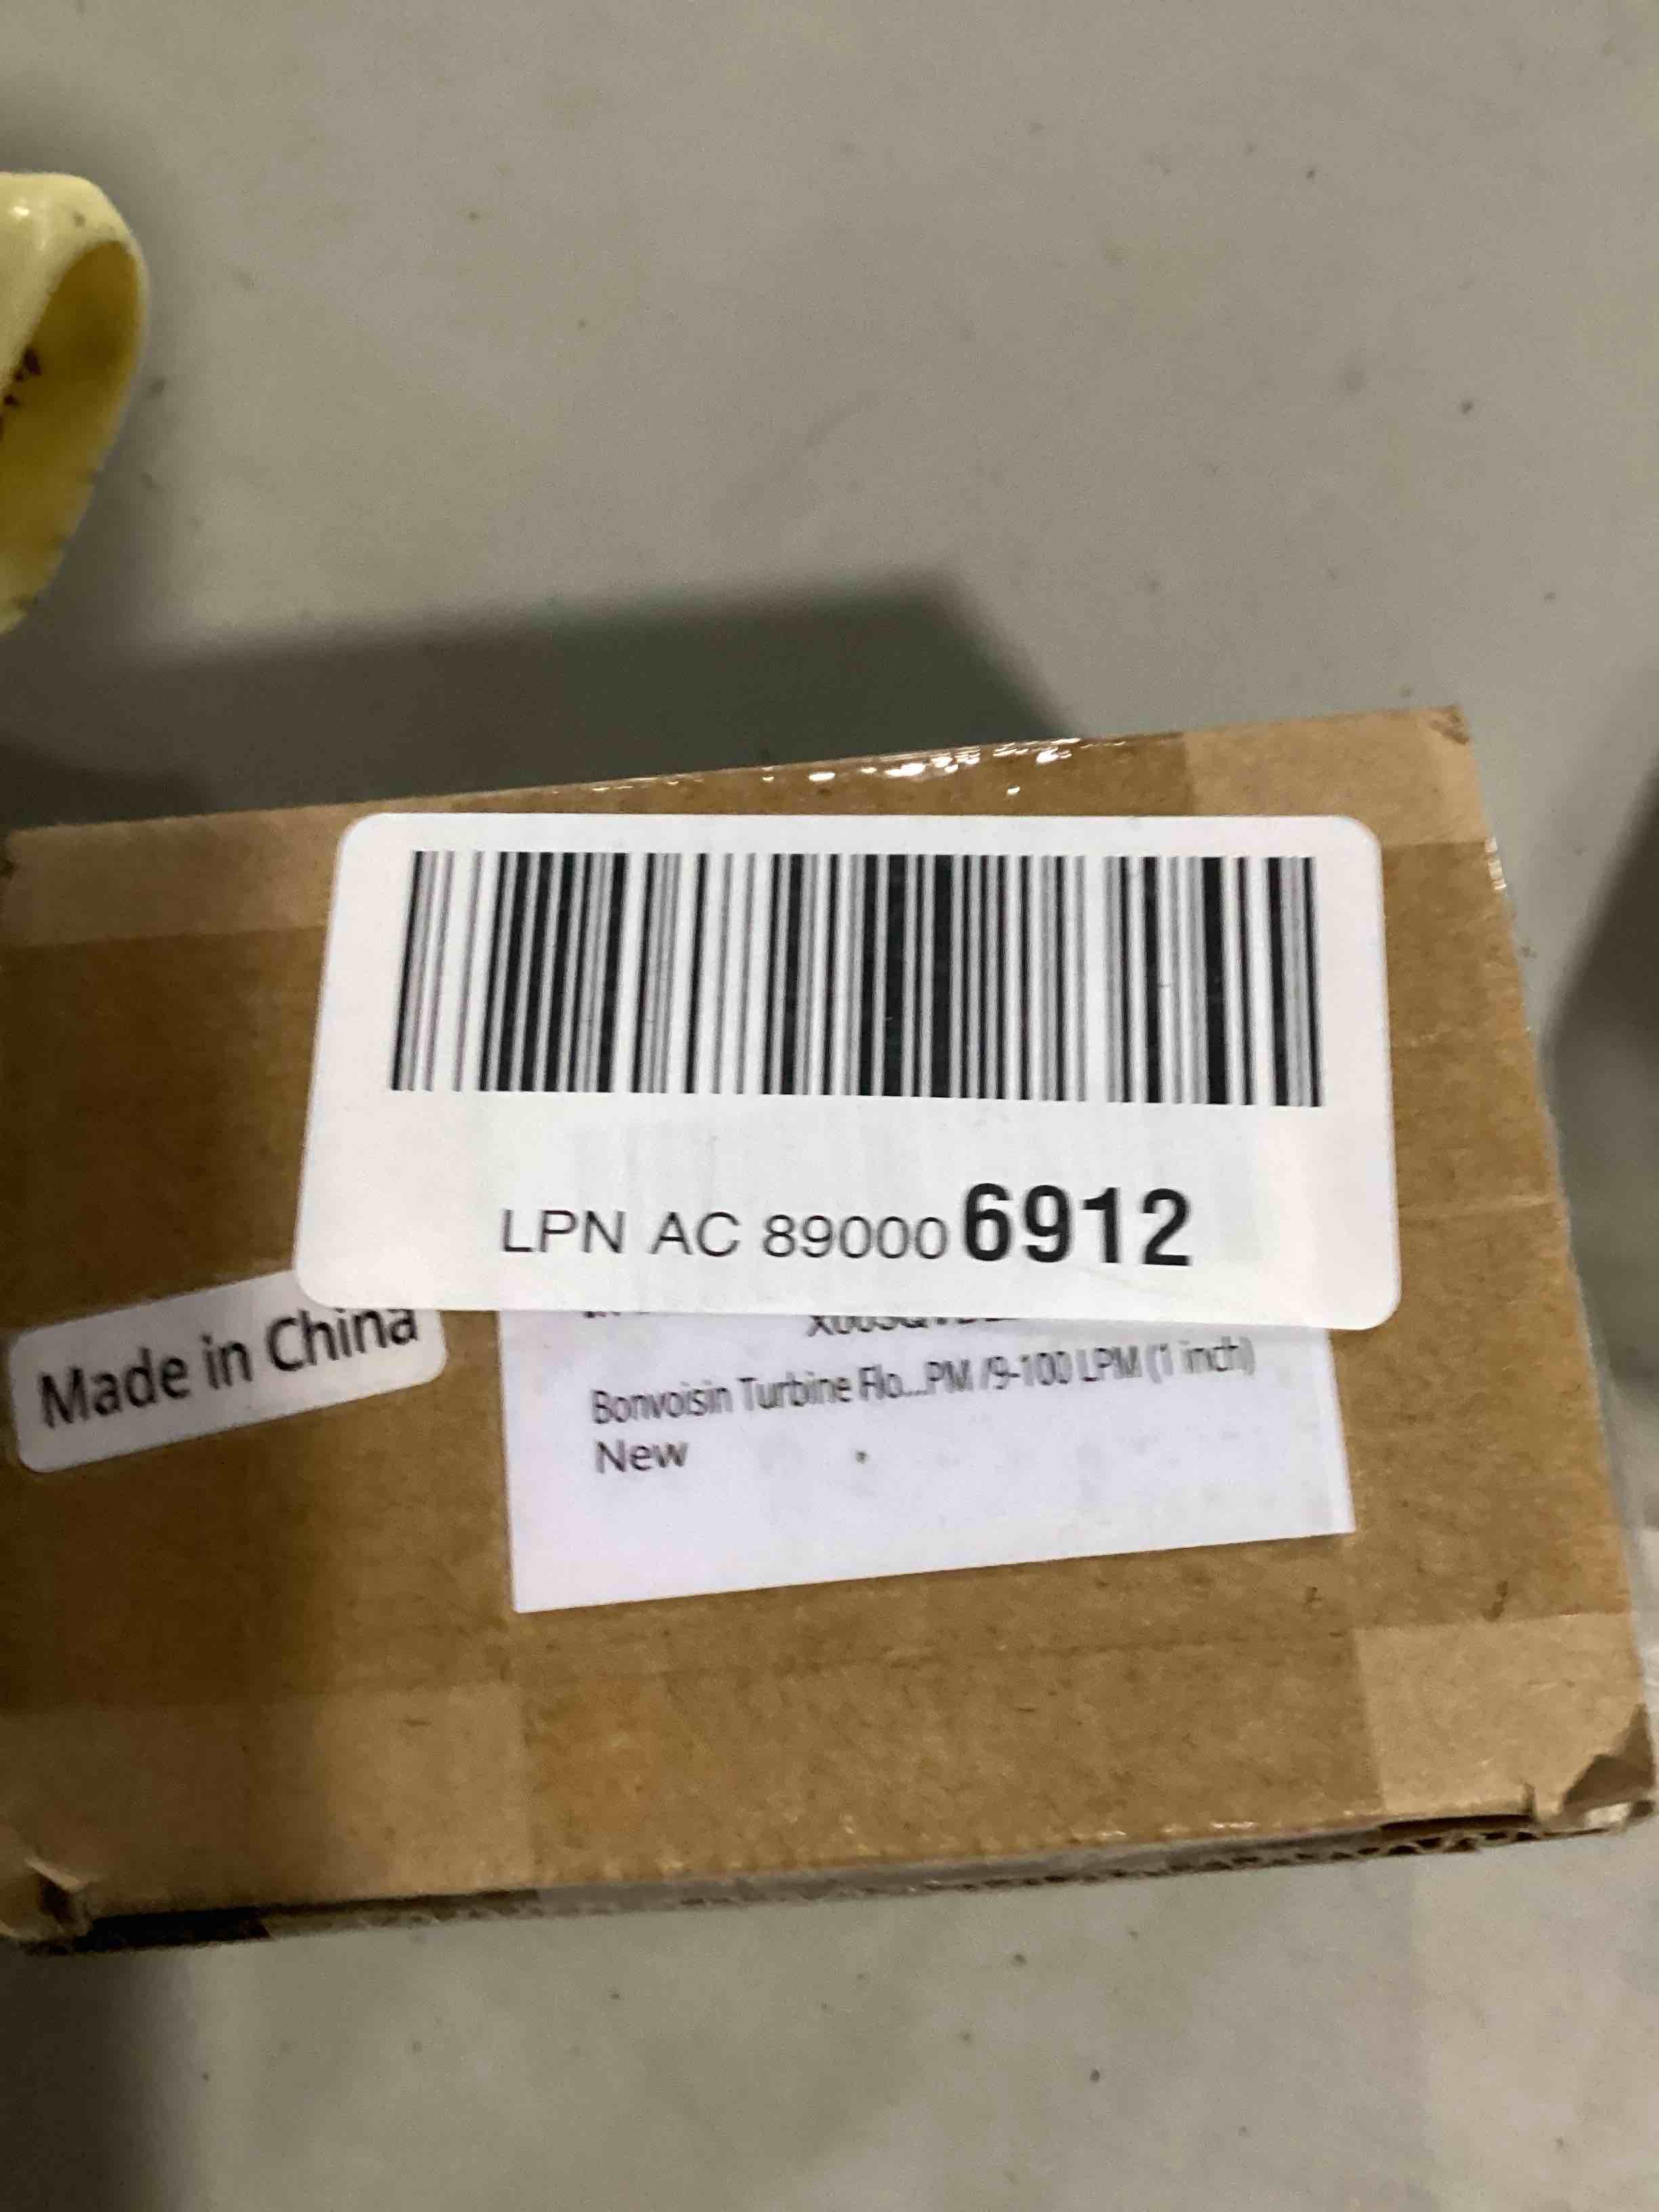 LPN AC 890006912
Made in China
Bonvoisin Turbine Flo...PM /9-100 LPM (1 inch)
New